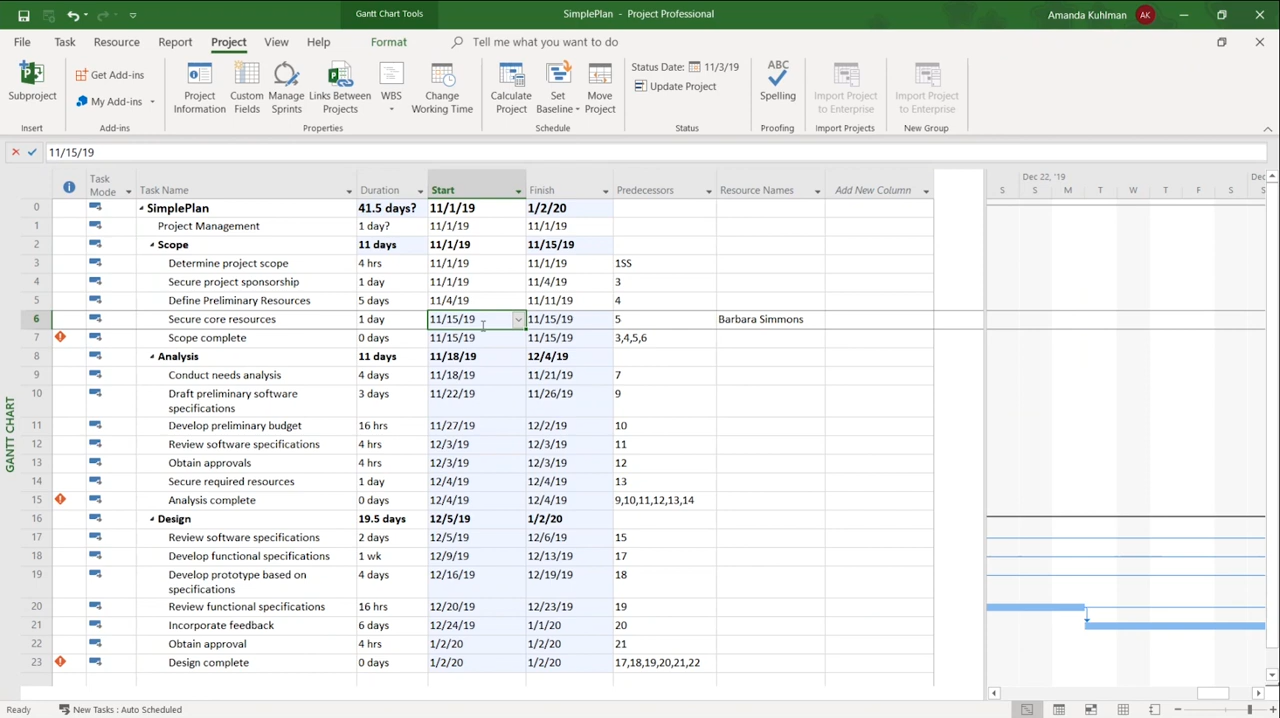 Gantt Chart Tools
SimplePlan - Project Professional
Amanda Kuhlman AK
File Task Resource Report Project View Help Format Tell me what you want to do
Subproject
Insert
Get Add-ins
My Add-ins
Add-ins
Project Information
Custom Fields
Manage Sprints
Links Between Projects
WBS
Change Working Time
Properties
Calculate Project
Set Baseline
Move Project
Schedule
Status Date: 11/3/19
Update Project
Status
ABC
Spelling
Proofing
Import Project to Enterprise
Import Projects
Import Project to Enterprise
New Group
11/15/19
Task Mode Task Name Duration Start Finish Predecessors Resource Names Add New Column
Dec 22, '19
S S M T W T F S S
0 SimplePlan 41.5 days? 11/1/19 1/2/20
1 Project Management 1 day? 11/1/19 11/1/19
2 Scope 11 days 11/1/19 11/15/19
3 Determine project scope 4 hrs 11/1/19 11/1/19 1SS
4 Secure project sponsorship 1 day 11/1/19 11/4/19 3
5 Define Preliminary Resources 5 days 11/4/19 11/11/19 4
6 Secure core resources 1 day 11/15/19 11/15/19 5 Barbara Simmons
7 Scope complete 0 days 11/15/19 11/15/19 3,4,5,6
8 Analysis 11 days 11/18/19 12/4/19
9 Conduct needs analysis 4 days 11/18/19 11/21/19 7
10 Draft preliminary software 3 days 11/22/19 11/26/19 9
specifications
11 Develop preliminary budget 16 hrs 11/27/19 12/2/19 10
12 Review software specifications 4 hrs 12/3/19 12/3/19 11
13 Obtain approvals 4 hrs 12/3/19 12/3/19 12
14 Secure required resources 1 day 12/4/19 12/4/19 13
15 Analysis complete 0 days 12/4/19 12/4/19 9,10,11,12,13,14
16 Design 19.5 days 12/5/19 1/2/20
17 Review software specifications 2 days 12/5/19 12/6/19 15
18 Develop functional specifications 1 wk 12/9/19 12/13/19 17
19 Develop prototype based on 4 days 12/16/19 12/19/19 18
specifications
20 Review functional specifications 16 hrs 12/20/19 12/23/19 19
21 Incorporate feedback 6 days 12/24/19 1/1/20 20
22 Obtain approval 4 hrs 1/2/20 1/2/20 21
23 Design complete 0 days 1/2/20 1/2/20 17,18,19,20,21,22
GANTT CHART
Ready New Tasks : Auto Scheduled